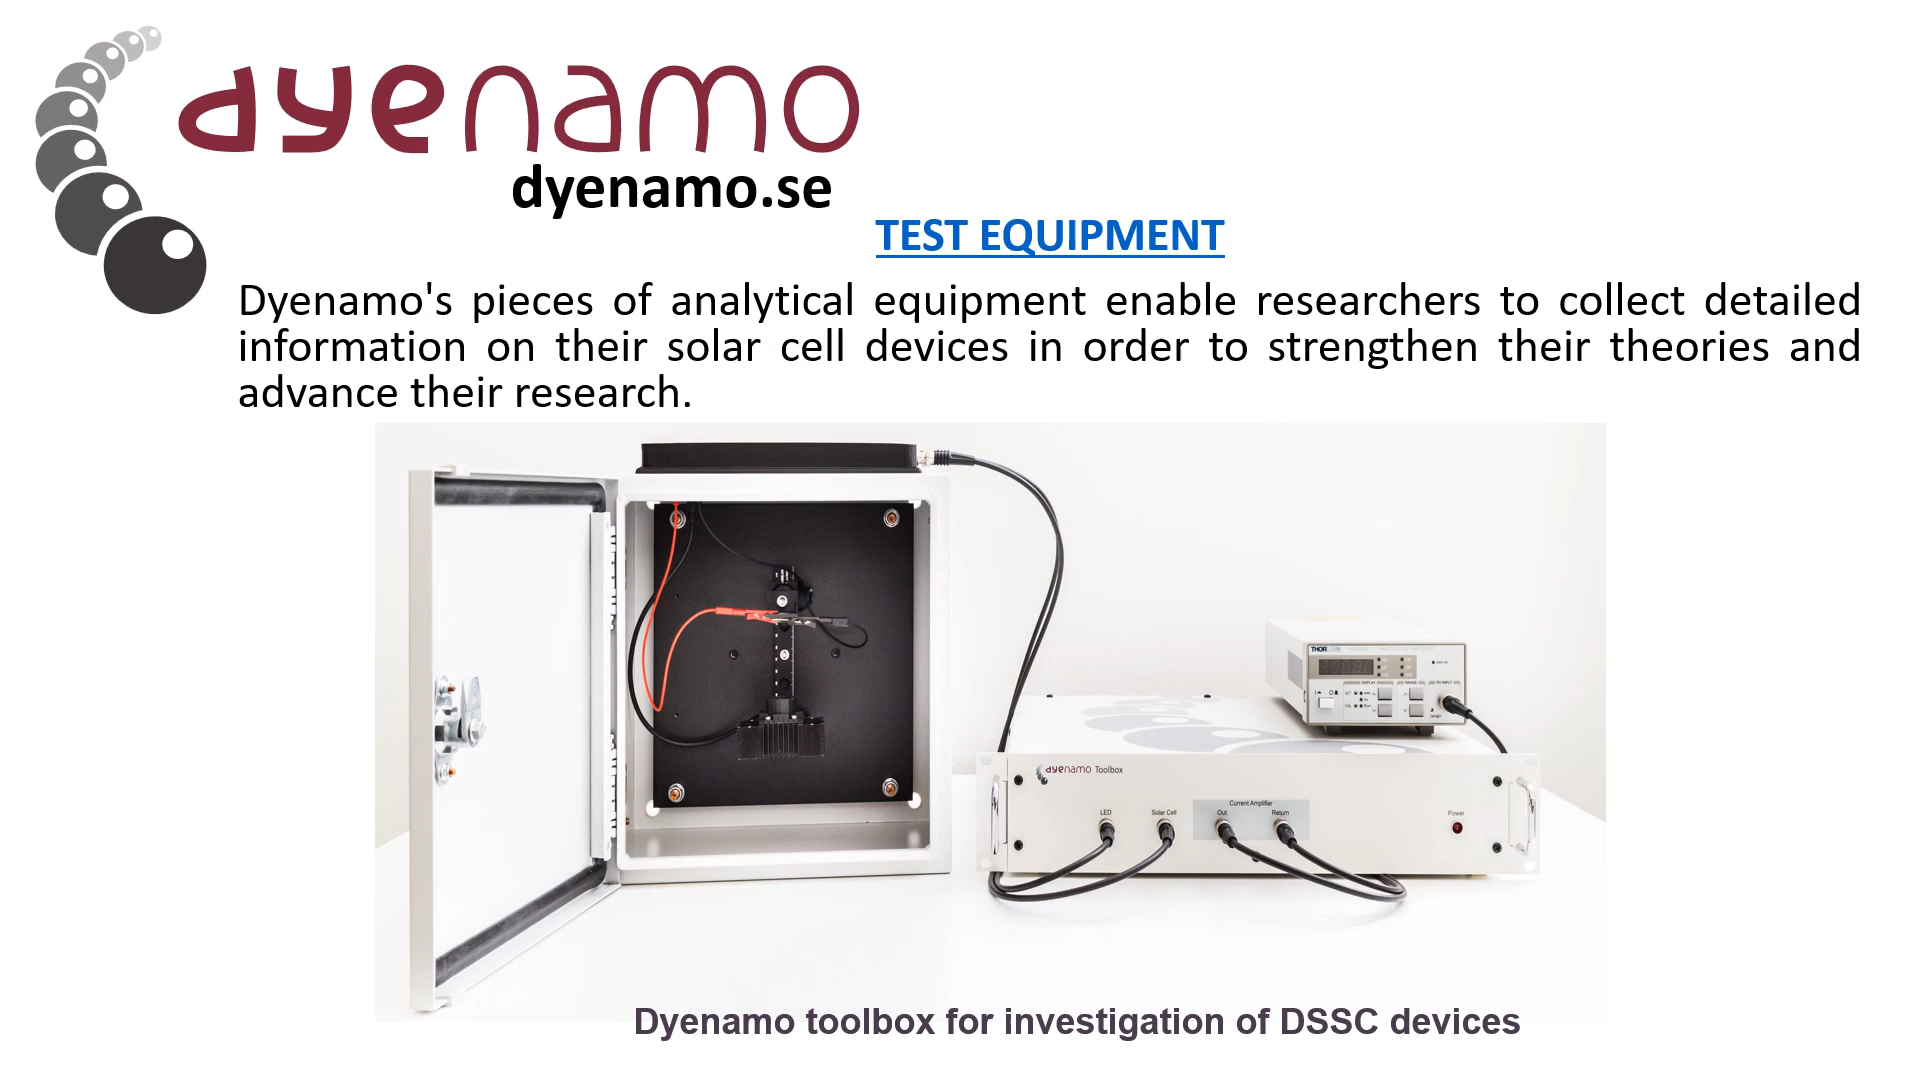 dyenamo
dyenamo.se
TEST EQUIPMENT
Dyenamo's pieces of analytical equipment enable researchers to collect detailed
information on their solar cell devices in order to strengthen their theories and
advance their research.
THOR
dyenamo Toolbox
LED
Solar Cell
Current Amplifier
Out
Return
Power
Dyenamo toolbox for investigation of DSSC devices